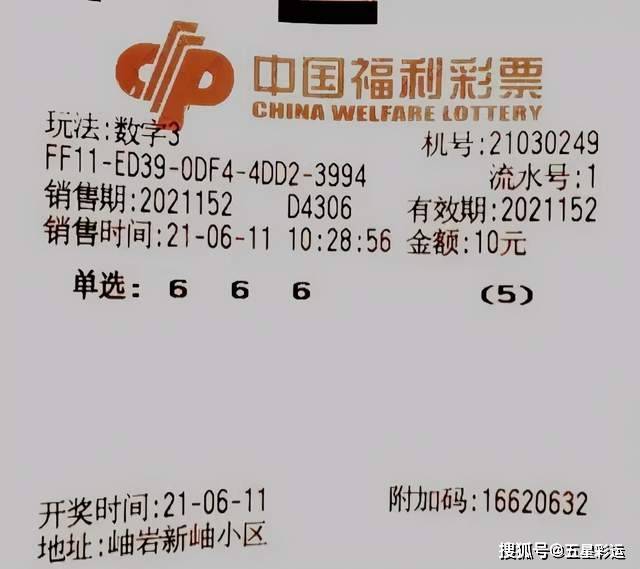 中国福利彩票
CHINA WELFARE LOTTERY
玩法:数字3 机号:21030249
FF11-ED39-0DF4-4DD2-3994 流水号:1
销售期:2021152 D4306 有效期:2021152
销售时间:21-06-11 10:28:56 金额:10元
单选: 6 6 6 (5)
开奖时间:21-06-11 附加码:16620632
地址:岫岩新岫小区
搜狐号@五星彩运